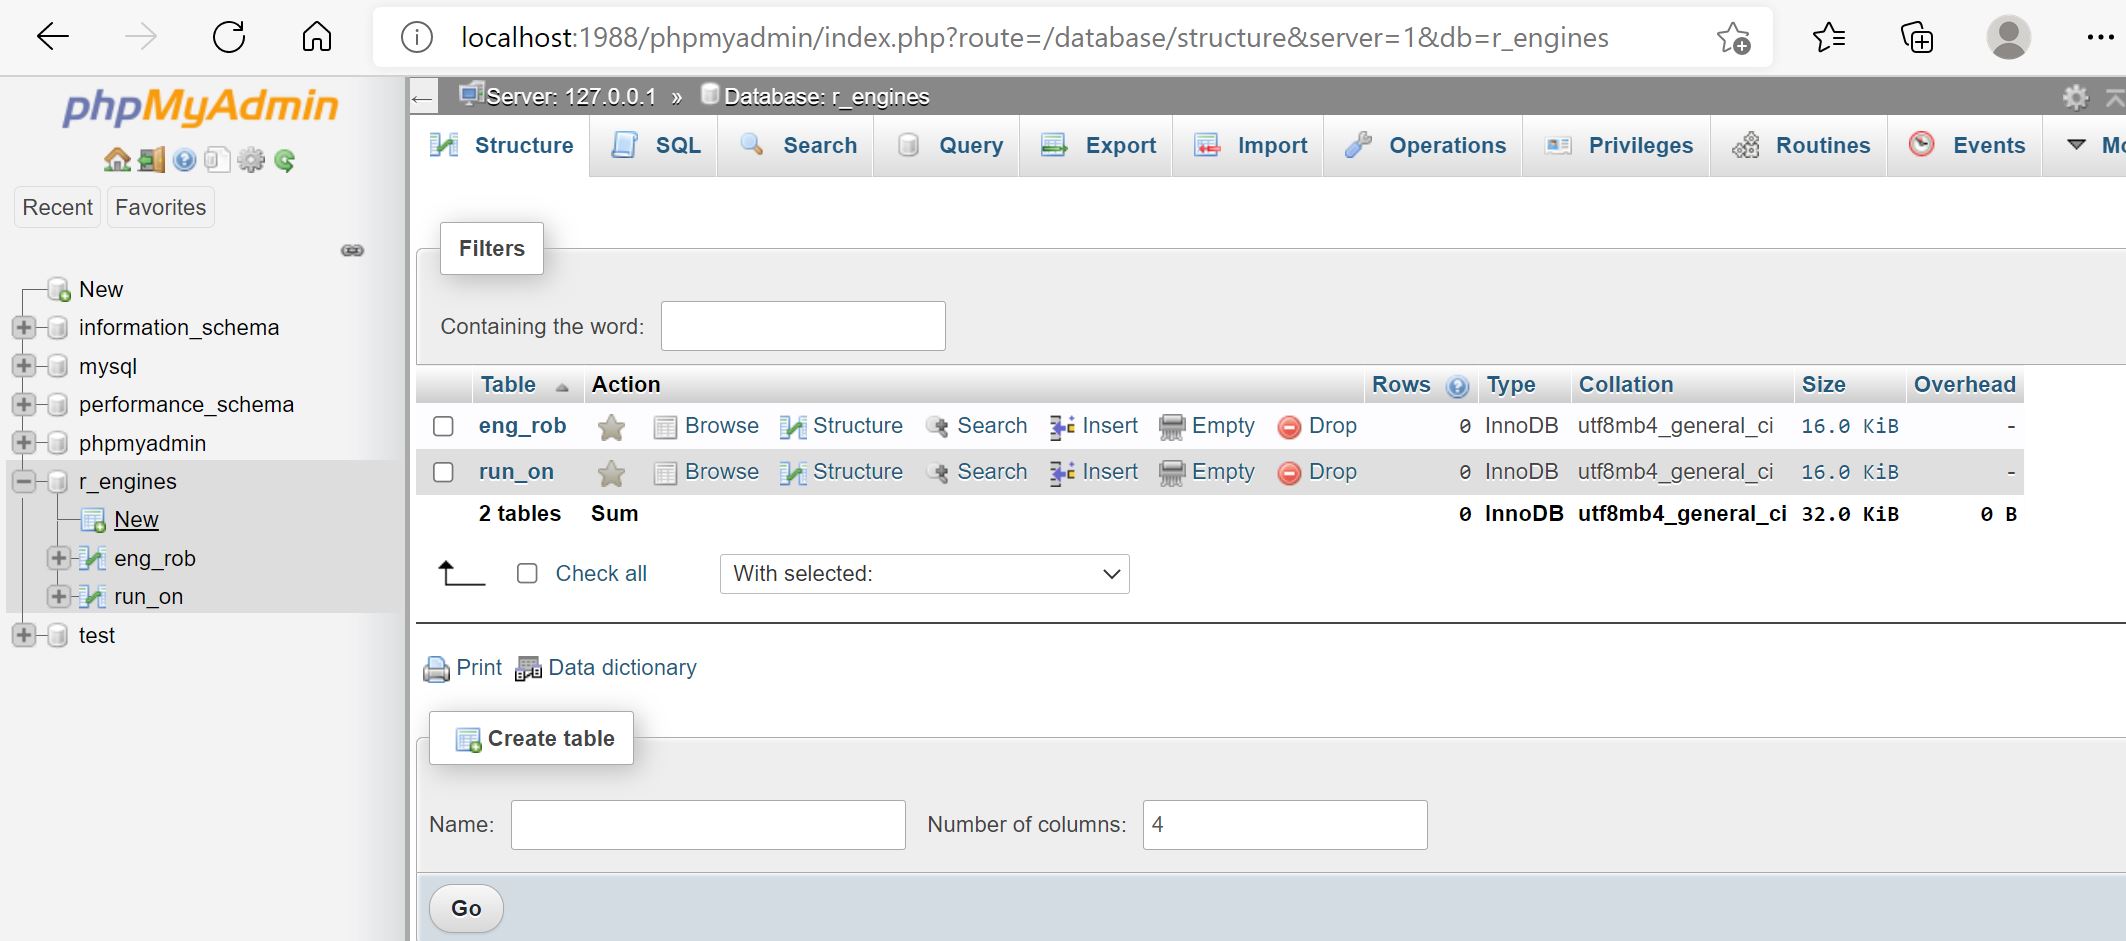 localhost:1988/phpmyadmin/index.php?route=/database/structure&server=1&db=r_engines
phpMyAdmin
Recent Favorites
New
information_schema
mysql
performance_schema
phpmyadmin
r_engines
New
eng_rob
run_on
test
Server: 127.0.0.1 » Database: r_engines
Structure SQL Search Query Export Import Operations Privileges Routines Events Mo
Filters
Containing the word:
Table Action Rows Type Collation Size Overhead
eng_rob Browse Structure Search Insert Empty Drop 0 InnoDB utf8mb4_general_ci 16.0 KiB -
run_on Browse Structure Search Insert Empty Drop 0 InnoDB utf8mb4_general_ci 16.0 KiB -
2 tables Sum 0 InnoDB utf8mb4_general_ci 32.0 KiB 0 B
Check all With selected:
Print Data dictionary
Create table
Name: Number of columns: 4
Go